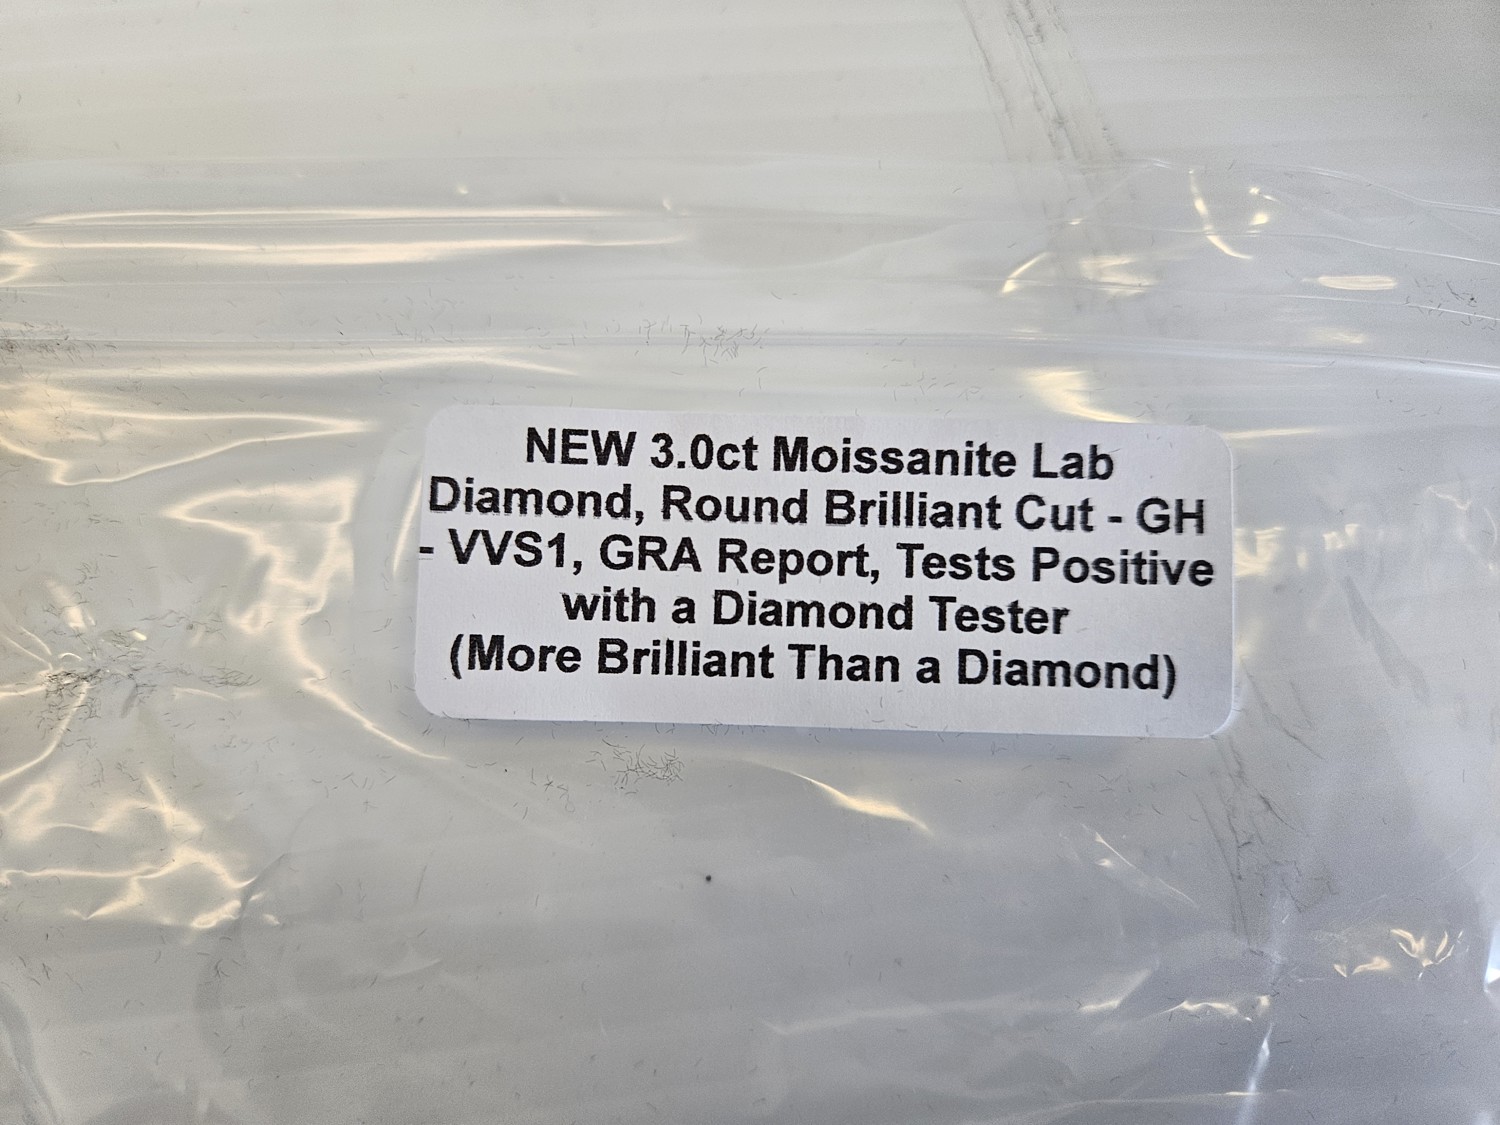 NEW 3.0ct Moissanite Lab
Diamond, Round Brilliant Cut - GH
- VVS1, GRA Report, Tests Positive
with a Diamond Tester
(More Brilliant Than a Diamond)